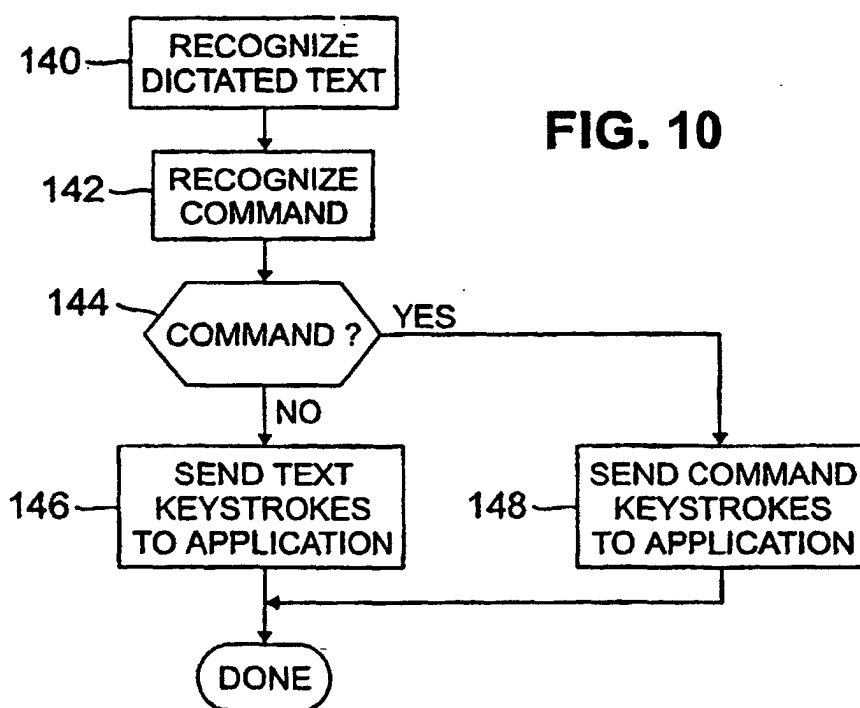 140
RECOGNIZE
DICTATED TEXT
FIG. 10
142
RECOGNIZE
COMMAND
144
COMMAND ?
YES
NO
146
SEND TEXT
KEYSTROKES
TO APPLICATION
148
SEND COMMAND
KEYSTROKES
TO APPLICATION
DONE